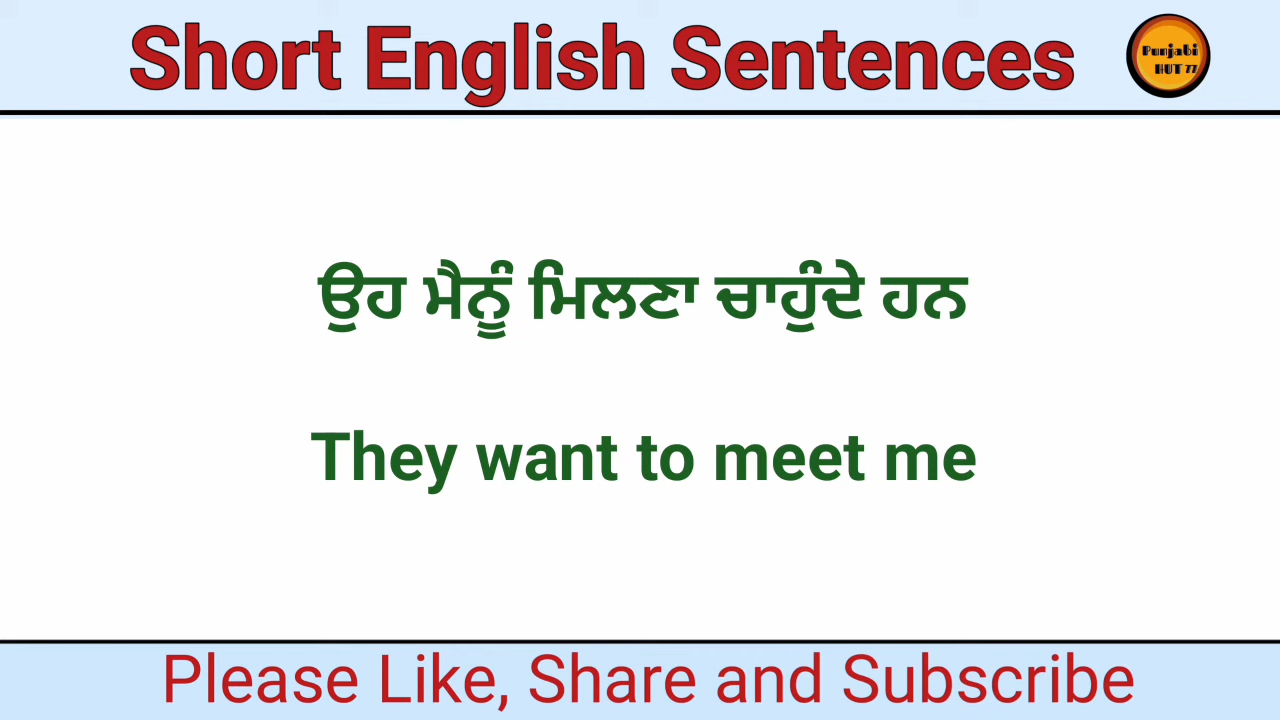 Short English Sentences
Punjabi
HUT 77
ਉਹ ਮੈਨੂੰ ਮਿਲਣਾ ਚਾਹੁੰਦੇ ਹਨ
They want to meet me
Please Like, Share and Subscribe